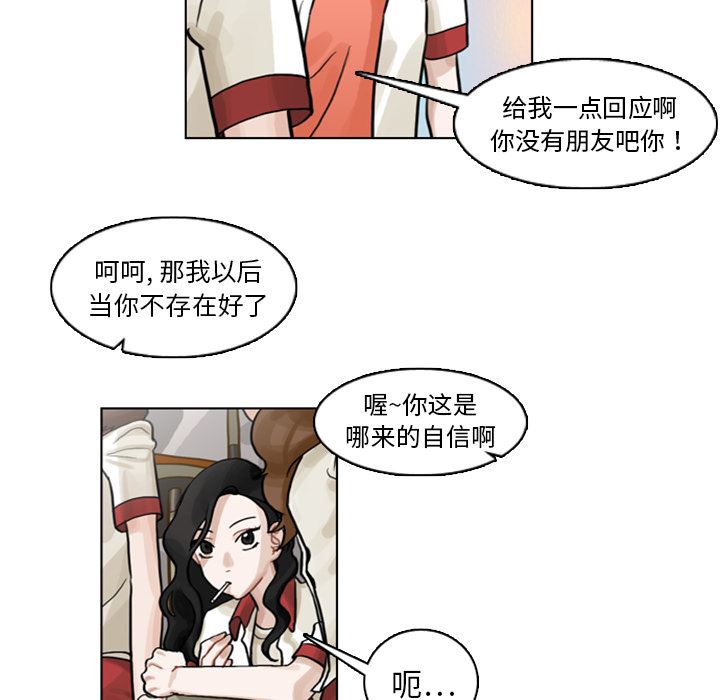 给我一点回应啊
你没有朋友吧你！
呵呵, 那我以后
当你不存在好了
喔~你这是
哪来的自信啊
呃...